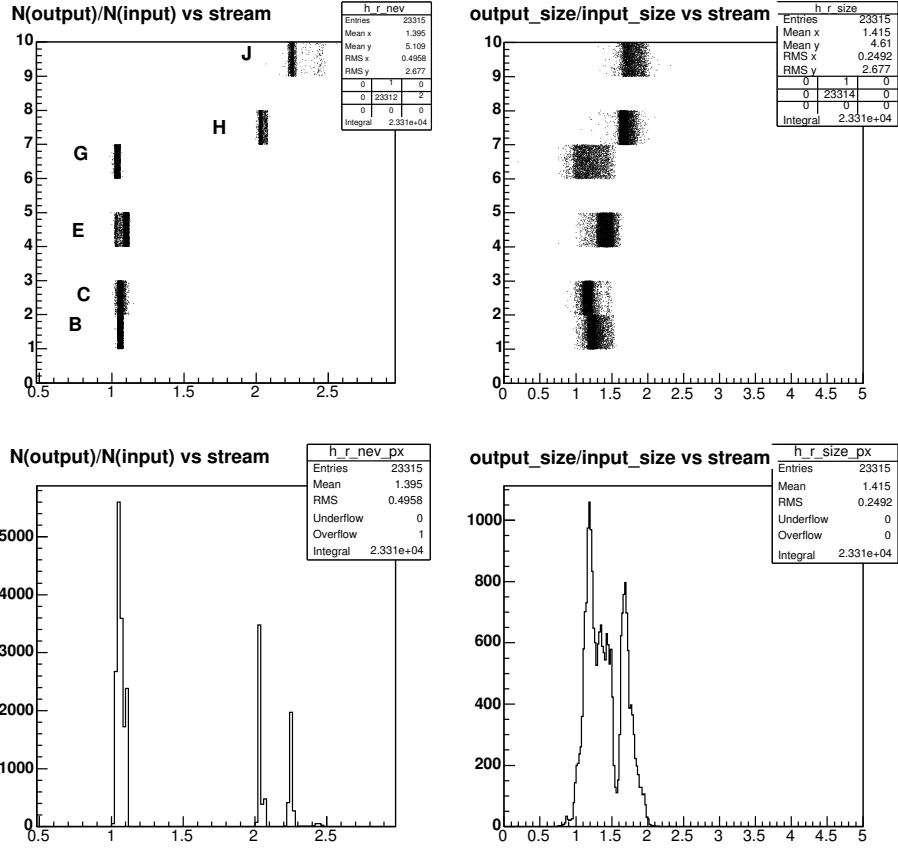 N(output)/N(input) vs stream
h_r_nev
Entries 23315
Mean x 1.395
Mean y 5.109
RMS x 0.4958
RMS y 2.677
0 1 0
0 23312 2
0 0 0
Integral 2.331e+04
10
9
8
7
6
5
4
3
2
1
0
J
H
G
E
C
B
0.5 1 1.5 2 2.5
output_size/input_size vs stream
h_r_size
Entries 23315
Mean x 1.415
Mean y 4.61
RMS x 0.2492
RMS y 2.677
0 1 0
0 23314 0
0 0 0
Integral 2.331e+04
10
9
8
7
6
5
4
3
2
1
0
0 0.5 1 1.5 2 2.5 3 3.5 4 4.5 5
N(output)/N(input) vs stream
h_r_nev_px
Entries 23315
Mean 1.395
RMS 0.4958
Underflow 0
Overflow 1
Integral 2.331e+04
5000
4000
3000
2000
1000
0
0.5 1 1.5 2 2.5
output_size/input_size vs stream
h_r_size_px
Entries 23315
Mean 1.415
RMS 0.2492
Underflow 0
Overflow 0
Integral 2.331e+04
1000
800
600
400
200
0
0 0.5 1 1.5 2 2.5 3 3.5 4 4.5 5